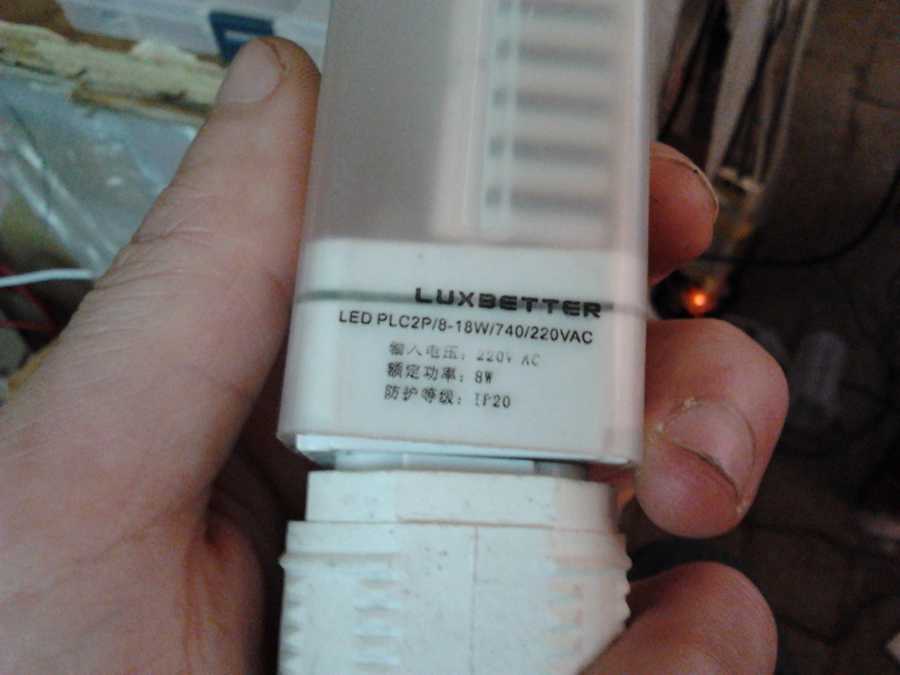 LUXBETTER
LED PLC2P/8-18W/740/220VAC
输入电压：220V AC
额定功率：8W
防护等级：IP20